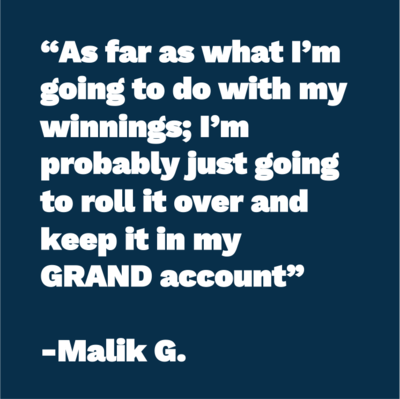 “As far as what I’m
going to do with my
winnings; I’m
probably just going
to roll it over and
keep it in my
GRAND account”
-Malik G.